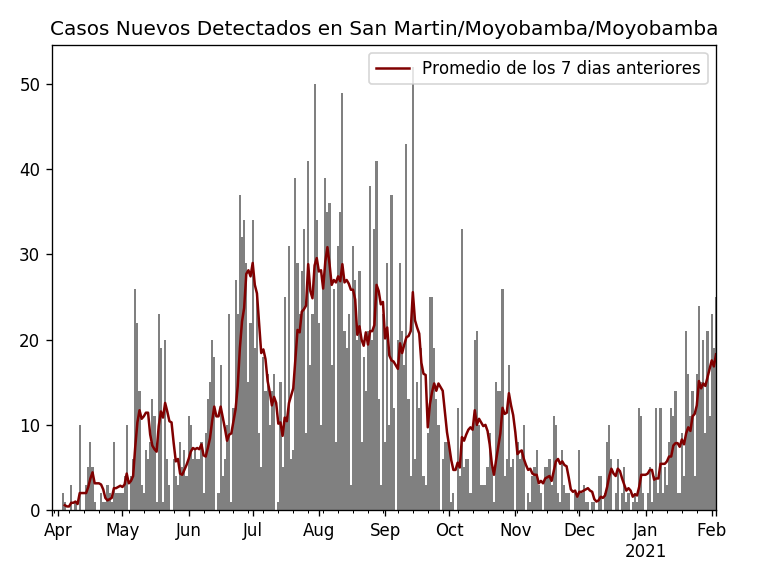 Casos Nuevos Detectados en San Martin/Moyobamba/Moyobamba
Promedio de los 7 dias anteriores
50
40
30
20
10
0
Apr May Jun Jul Aug Sep Oct Nov Dec Jan Feb
2021